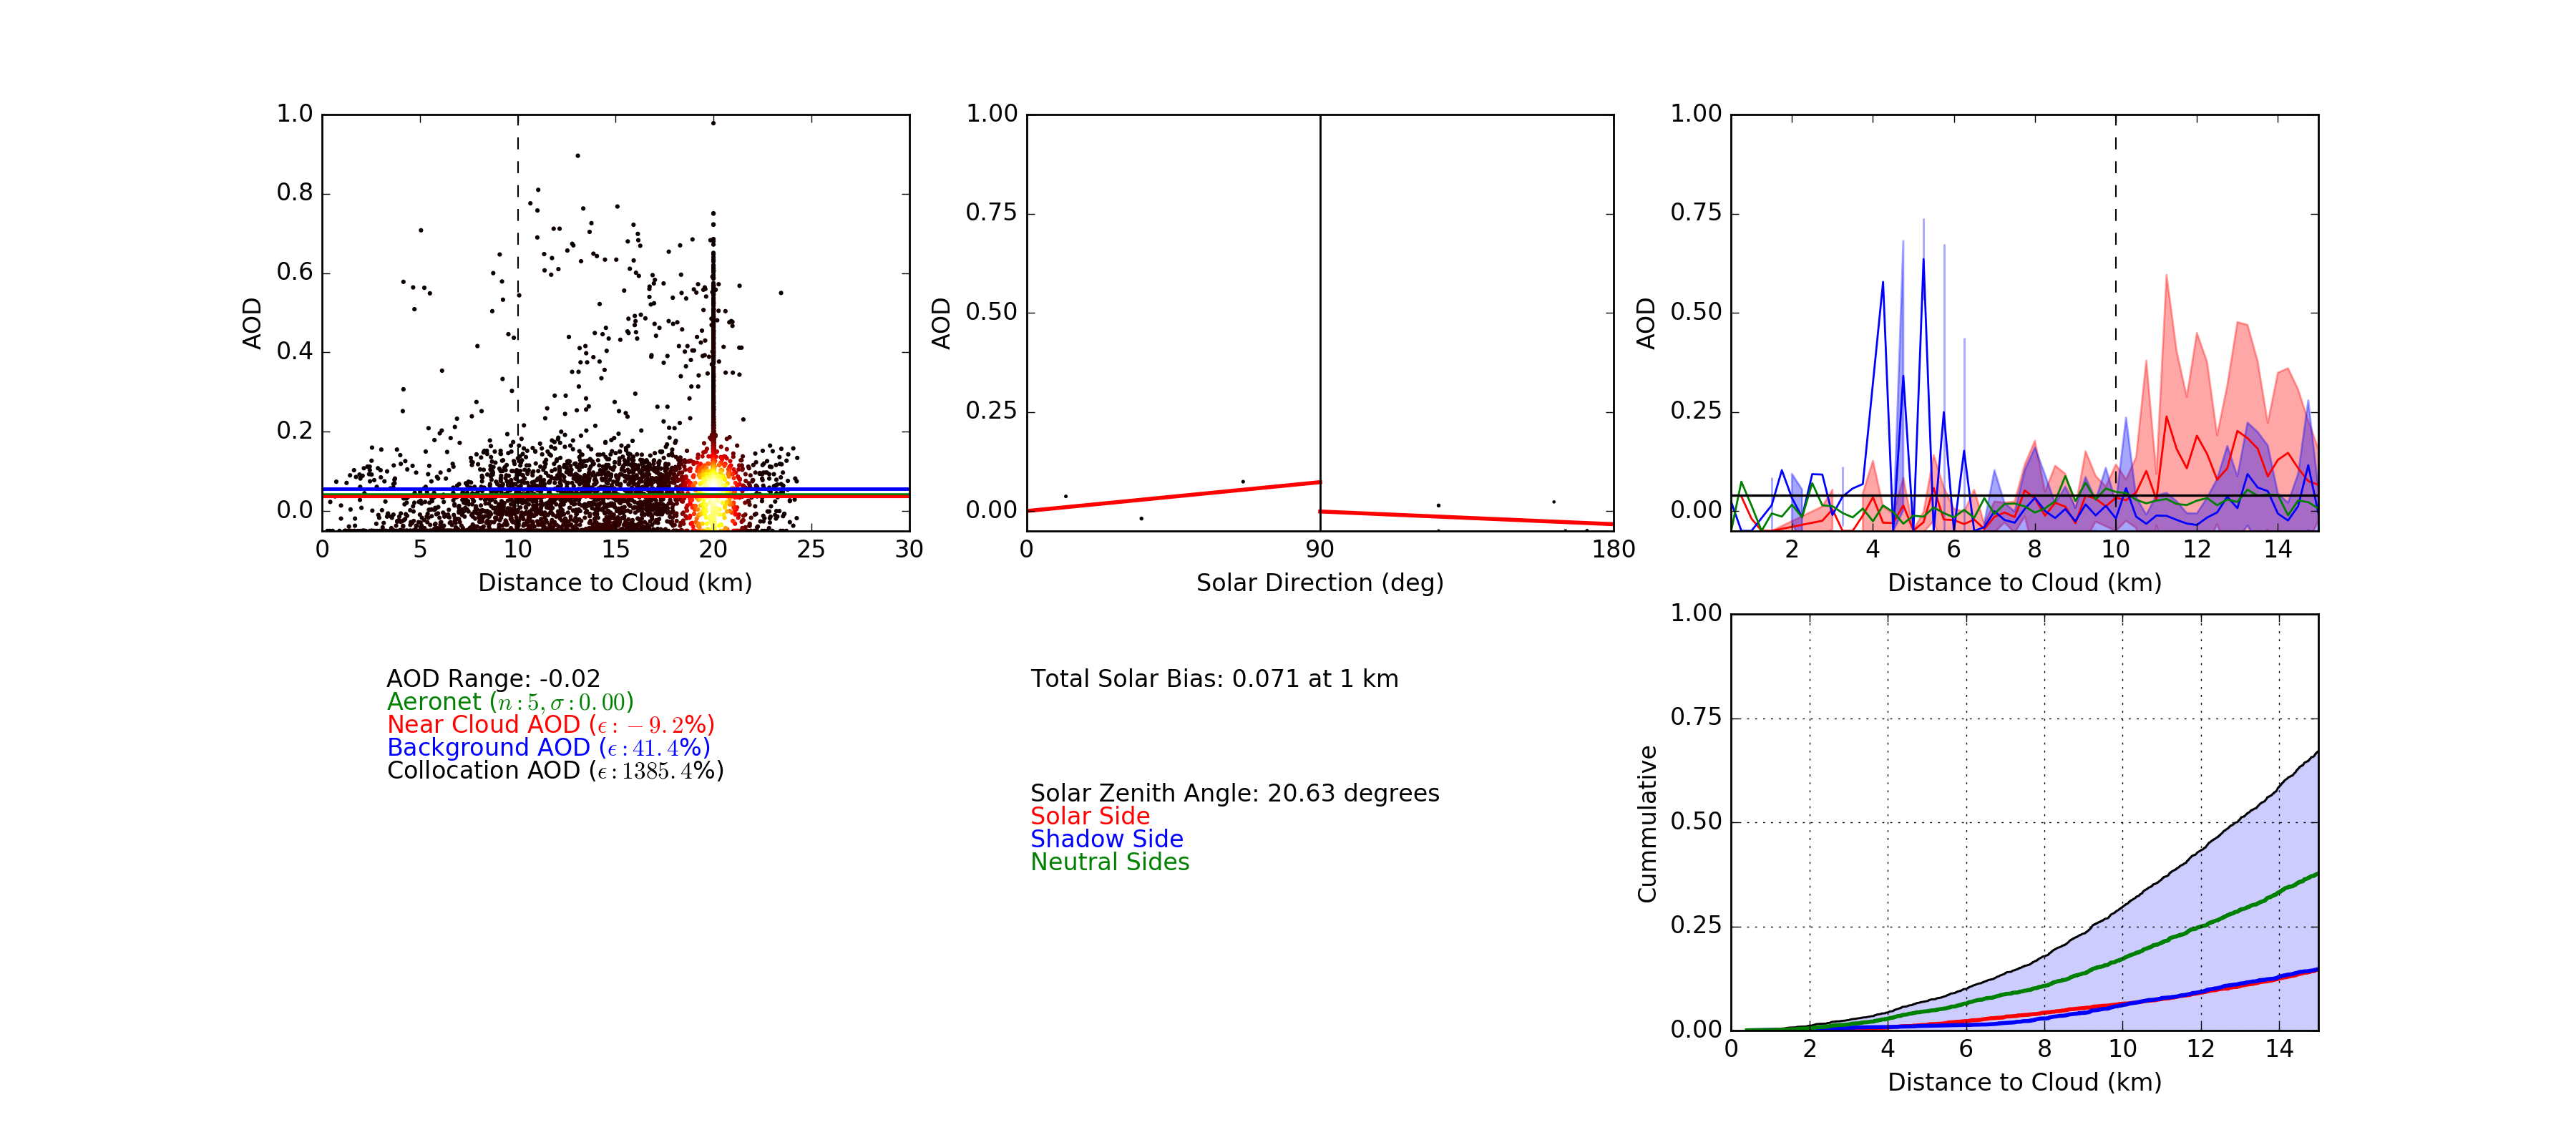 1.0
0.8
0.6
0.4
0.2
0.0
AOD
0 5 10 15 20 25 30
Distance to Cloud (km)
1.00
0.75
0.50
0.25
0.00
AOD
0 90 180
Solar Direction (deg)
1.00
0.75
0.50
0.25
0.00
AOD
2 4 6 8 10 12 14
Distance to Cloud (km)
AOD Range: -0.02
Aeronet (n : 5, σ : 0.00)
Near Cloud AOD (ϵ : − 9.2%)
Background AOD (ϵ : 41.4%)
Collocation AOD (ϵ : 1385.4%)
Total Solar Bias: 0.071 at 1 km
Solar Zenith Angle: 20.63 degrees
Solar Side
Shadow Side
Neutral Sides
1.00
0.75
0.50
0.25
0.00
Cummulative
0 2 4 6 8 10 12 14
Distance to Cloud (km)